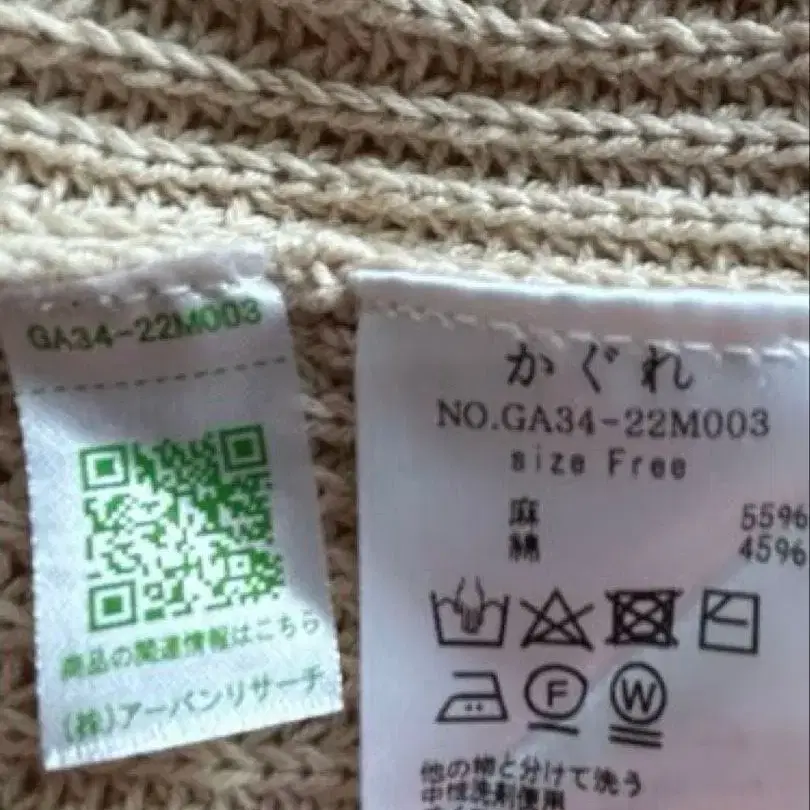 GA34-22M003
商品の関連情報はこちら
(株)アーバンリサーチ
かぐれ
NO.GA34-22M003
size Free
麻 55%
綿 45%
F W
他の物と分けて洗う
中性洗剤使用